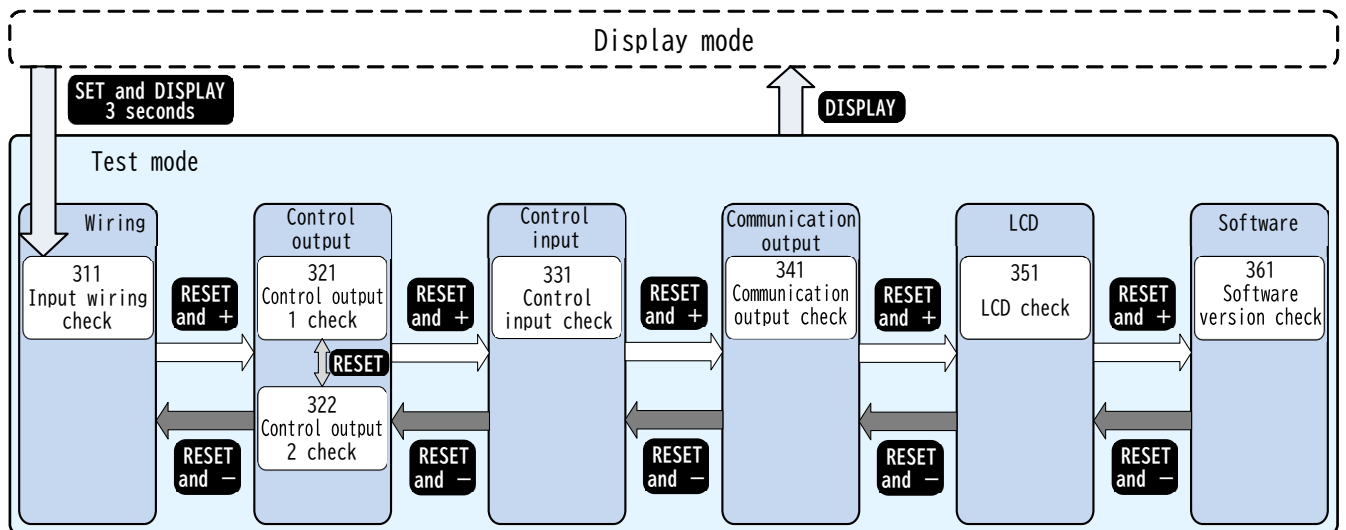 Display mode
SET and DISPLAY
3 seconds
DISPLAY
Test mode
Wiring
311
Input wiring
check
RESET
and +
RESET
and −
Control
output
321
Control output
1 check
RESET
322
Control output
2 check
RESET
and +
RESET
and −
Control
input
331
Control
input check
RESET
and +
RESET
and −
Communication
output
341
Communication
output check
RESET
and +
RESET
and −
LCD
351
LCD check
RESET
and +
RESET
and −
Software
361
Software
version check